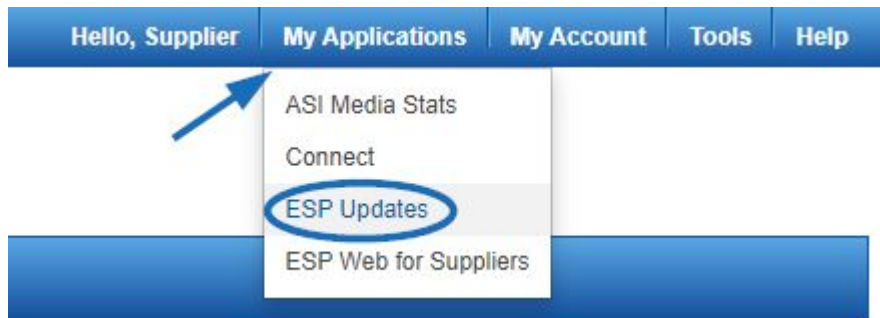 Hello, Supplier My Applications My Account Tools Help
ASI Media Stats
Connect
ESP Updates
ESP Web for Suppliers